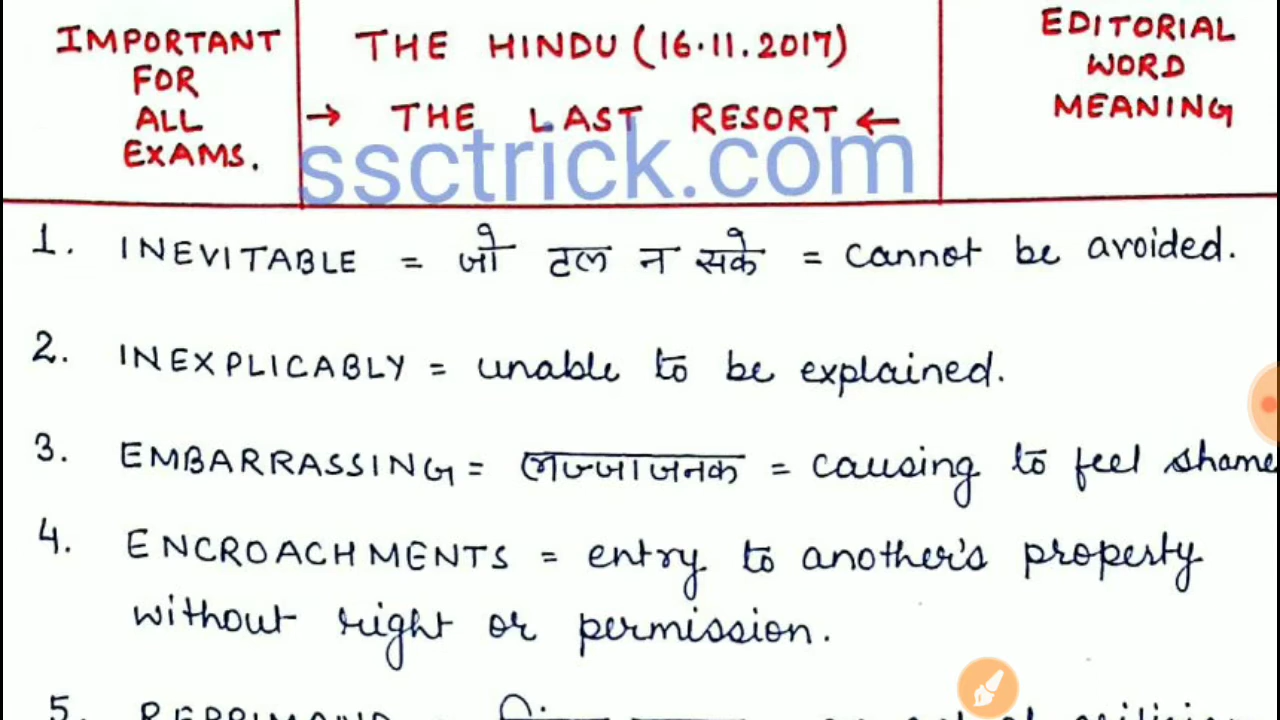 IMPORTANT
FOR
ALL
EXAMS.
THE HINDU (16.11.2017)
→ THE LAST RESORT ←
EDITORIAL
WORD
MEANING
ssctrick.com
1. INEVITABLE = जो टल न सके = cannot be avoided.
2. INEXPLICABLY = unable to be explained.
3. EMBARRASSING = लज्जाजनक = causing to feel shame
4. ENCROACHMENTS = entry to another's property
without right or permission.
5. REPRIMAND =